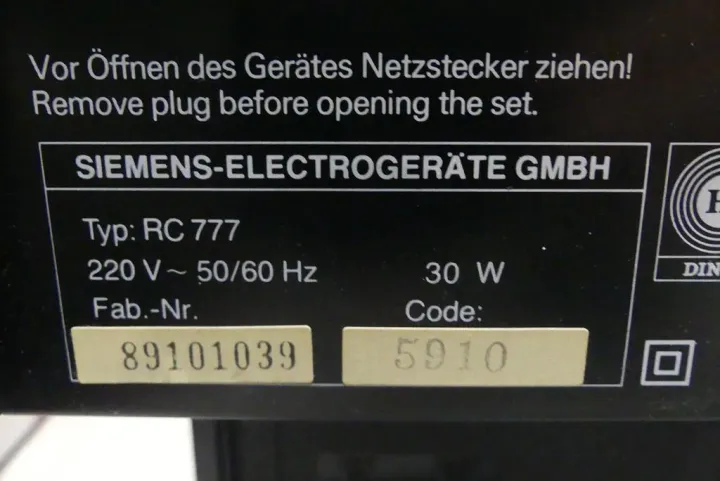 Vor Öffnen des Gerätes Netzstecker ziehen!
Remove plug before opening the set.
SIEMENS-ELECTROGERÄTE GMBH
Typ: RC 777
220 V ~ 50/60 Hz 30 W
Fab.-Nr. Code:
89101039 5910
H
DIN